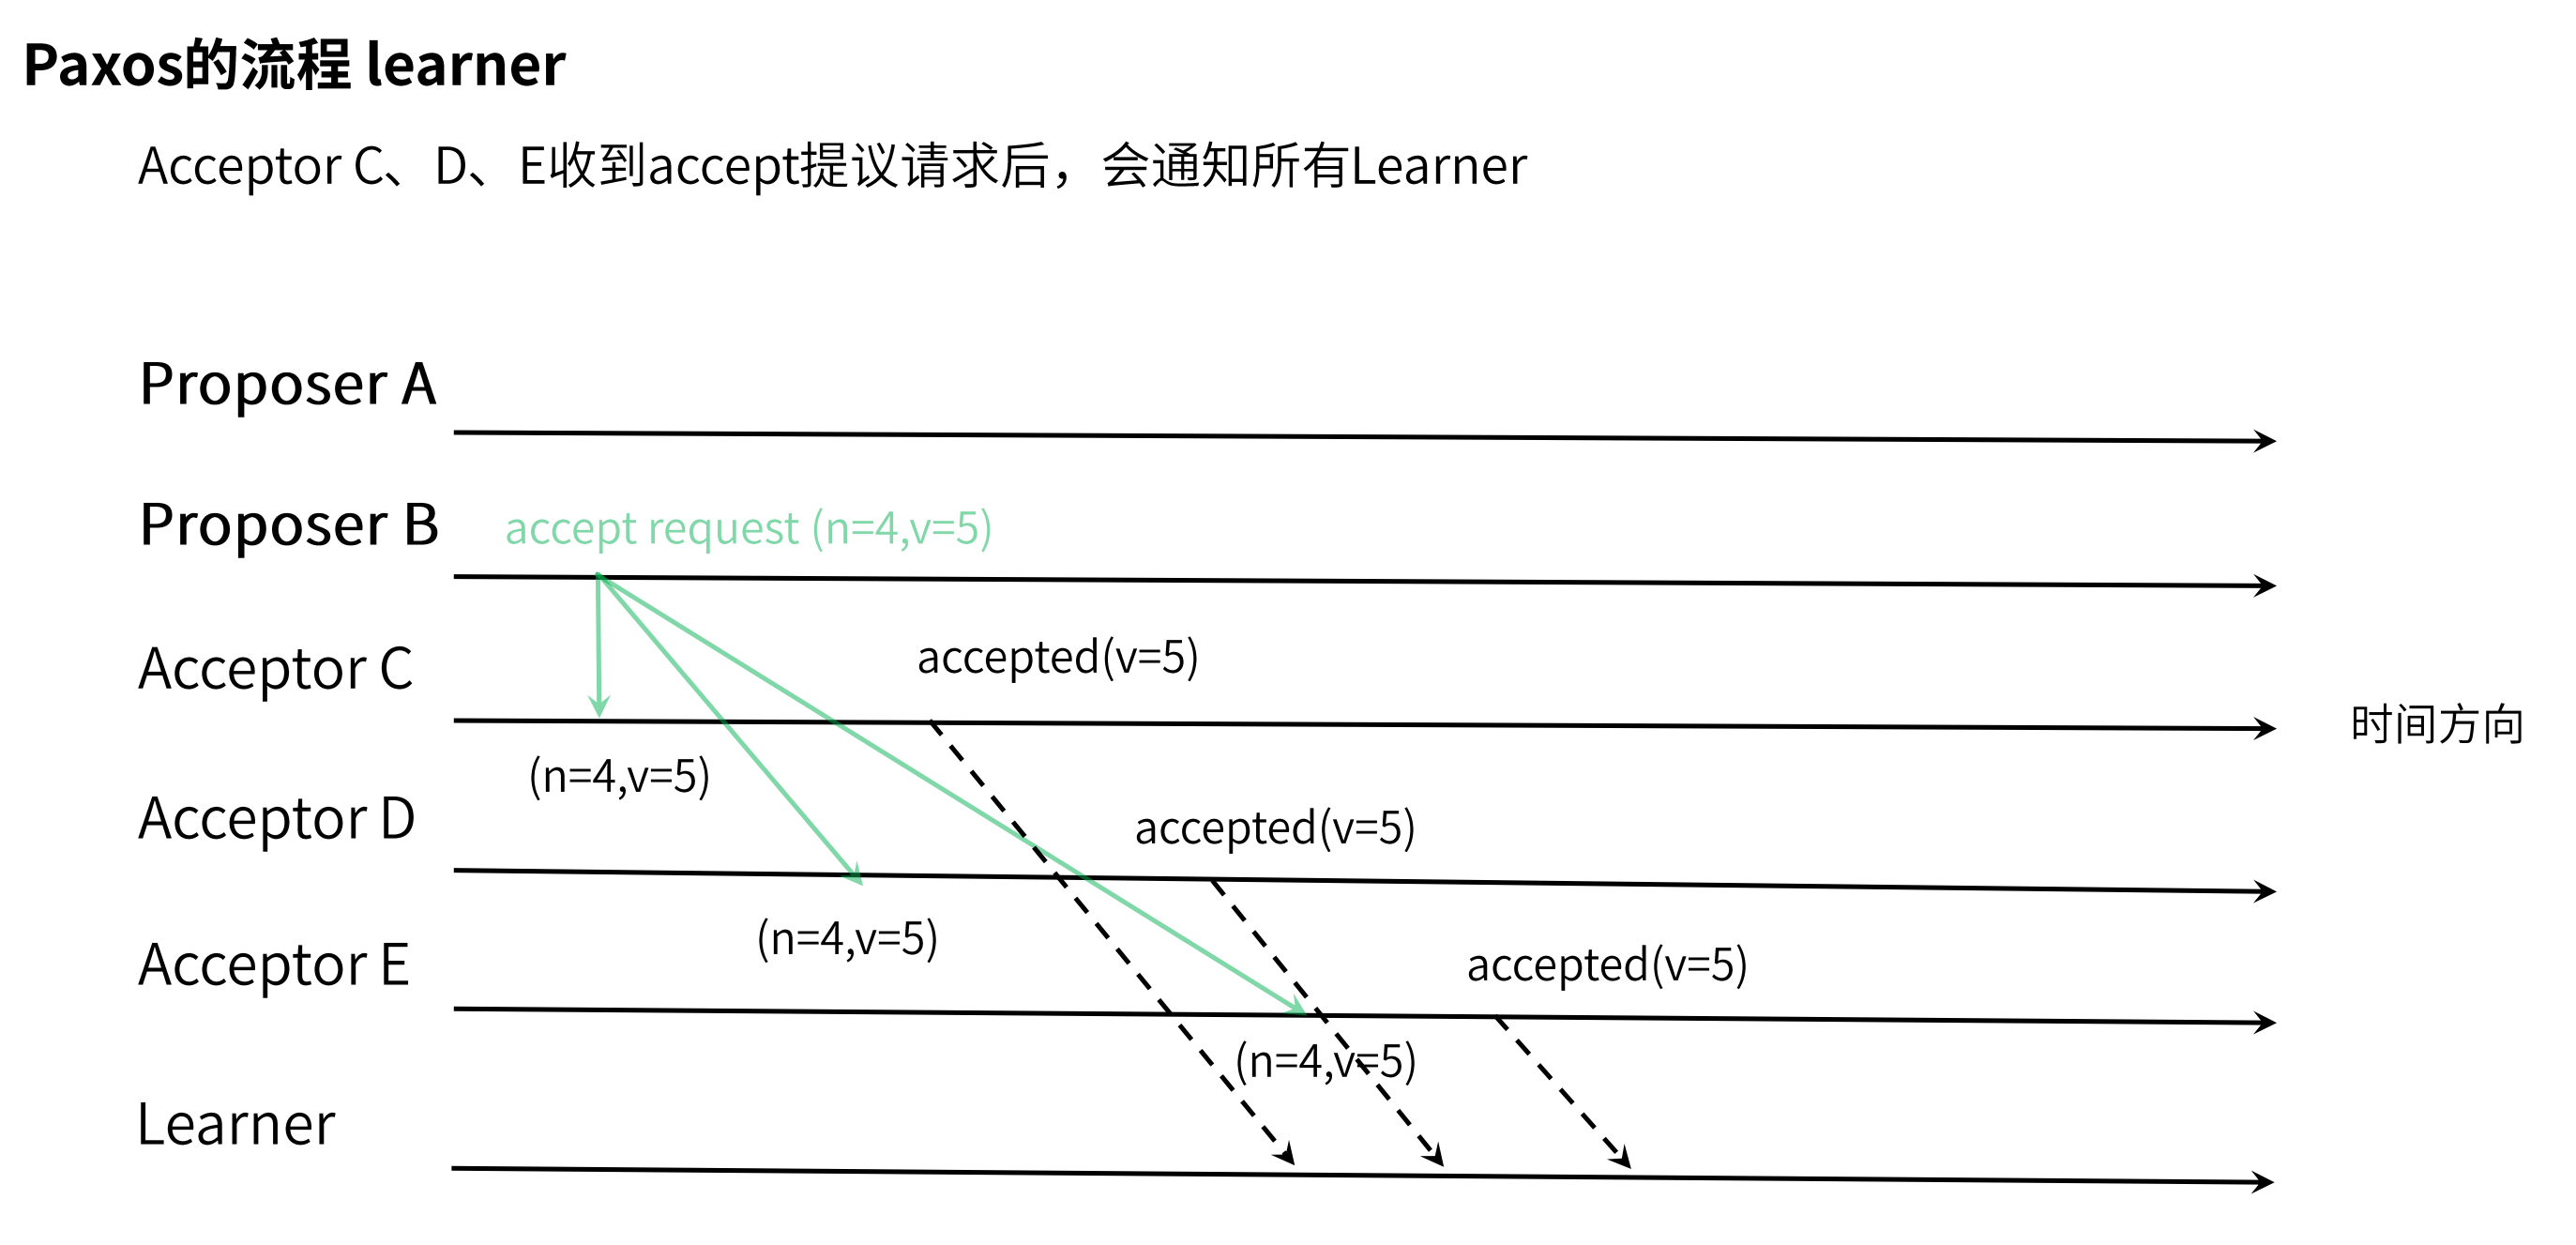 Paxos的流程 learner
Acceptor C、D、E收到accept提议请求后，会通知所有Learner
Proposer A
Proposer B
accept request (n=4,v=5)
Acceptor C
accepted(v=5)
时间方向
(n=4,v=5)
Acceptor D
accepted(v=5)
(n=4,v=5)
Acceptor E
accepted(v=5)
(n=4,v=5)
Learner